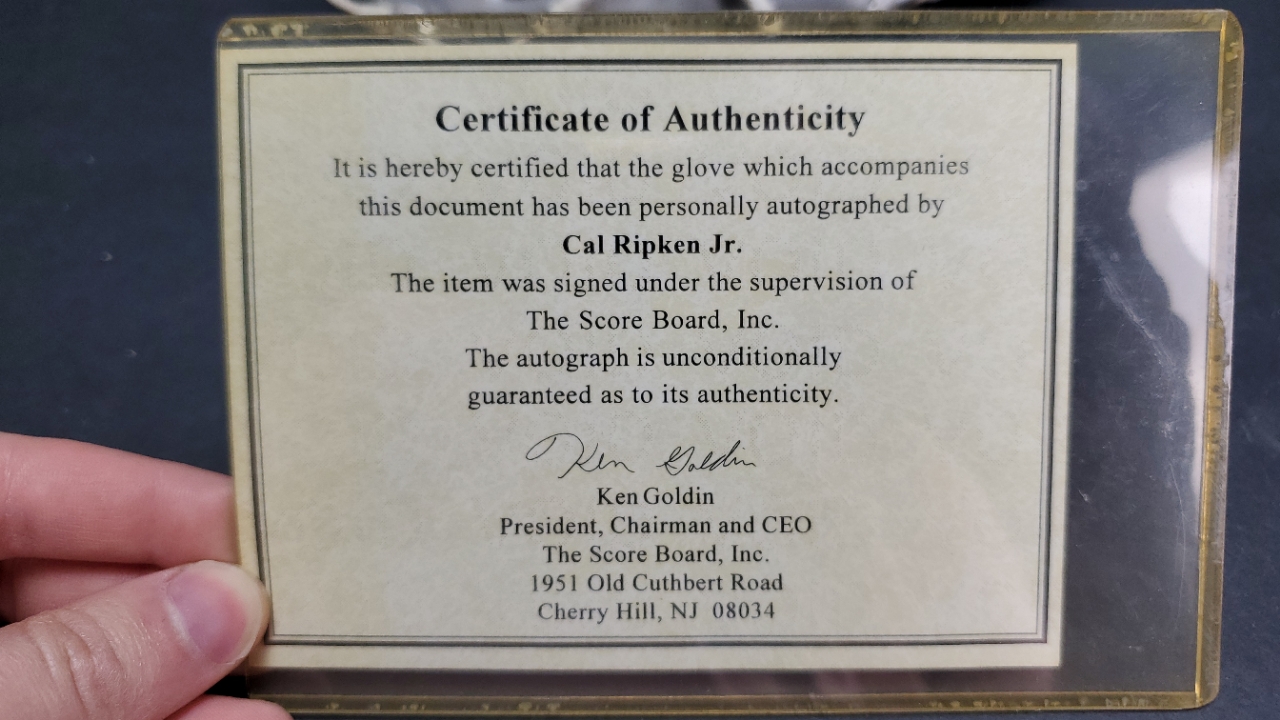 Certificate of Authenticity
It is hereby certified that the glove which accompanies
this document has been personally autographed by
Cal Ripken Jr.
The item was signed under the supervision of
The Score Board, Inc.
The autograph is unconditionally
guaranteed as to its authenticity.
Ken Goldin
Ken Goldin
President, Chairman and CEO
The Score Board, Inc.
1951 Old Cuthbert Road
Cherry Hill, NJ 08034